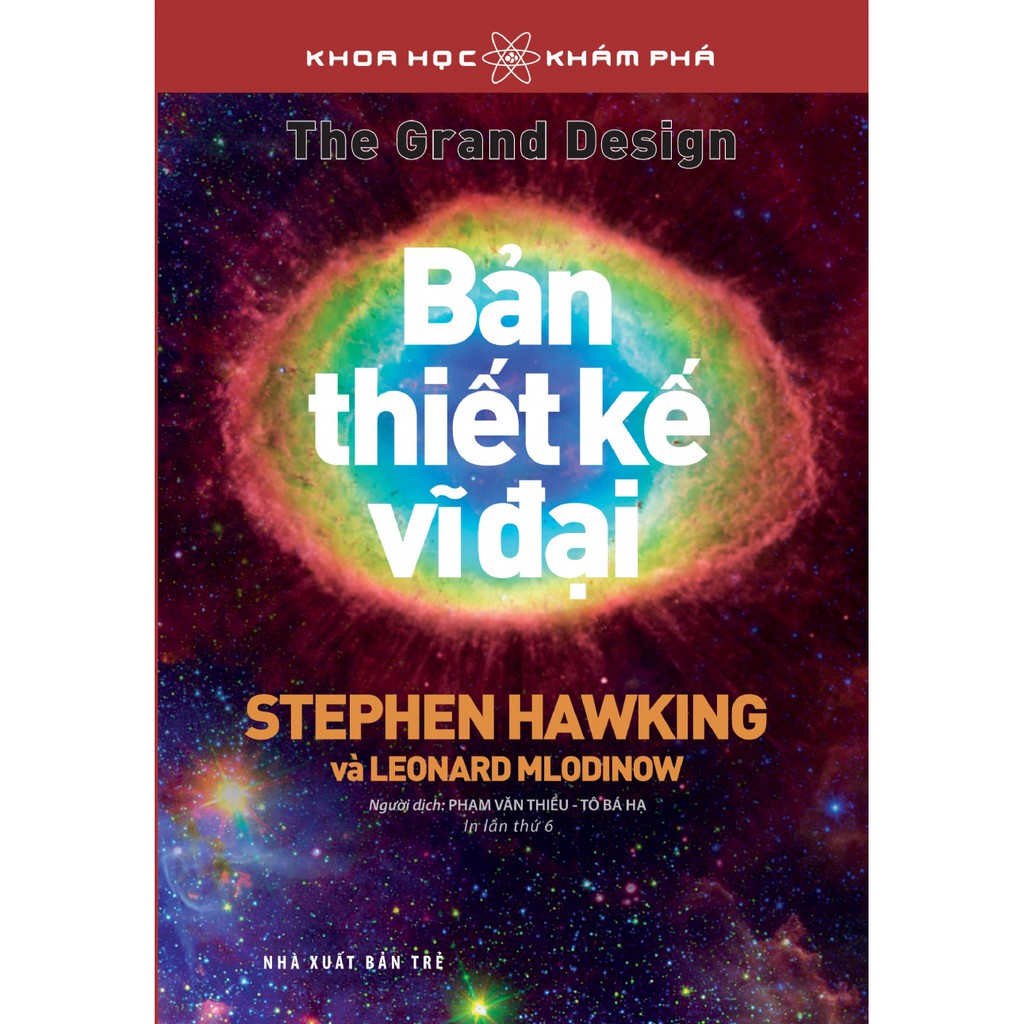 KHOA HỌC KHÁM PHÁ
The Grand Design
Bản
thiết kế
vĩ đại
STEPHEN HAWKING
và LEONARD MLODINOW
Người dịch: PHẠM VĂN THIỀU - TÔ BÁ HẠ
In lần thứ 6
NHÀ XUẤT BẢN TRẺ